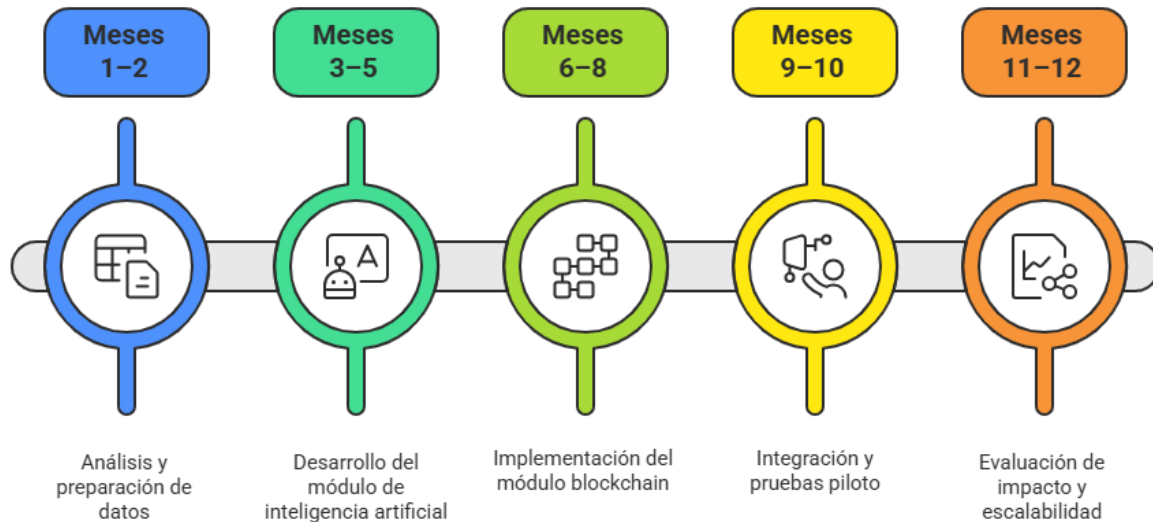 Meses
1–2
Meses
3–5
Meses
6–8
Meses
9–10
Meses
11–12
A
Análisis y
preparación de
datos
Desarrollo del
módulo de
inteligencia artificial
Implementación del
módulo blockchain
Integración y
pruebas piloto
Evaluación de
impacto y
escalabilidad